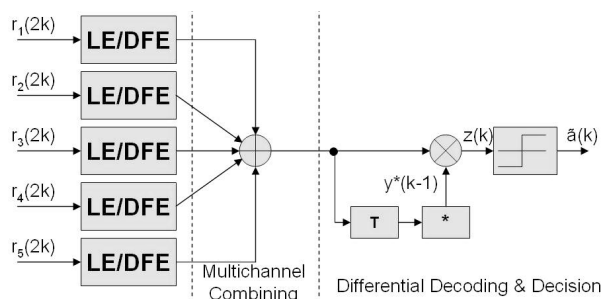 r₁(2k)
LE/DFE
r₂(2k)
LE/DFE
r₃(2k)
LE/DFE
r₄(2k)
LE/DFE
r₅(2k)
LE/DFE
Multichannel
Combining
z(k)
ã(k)
y*(k-1)
T
*
Differential Decoding & Decision